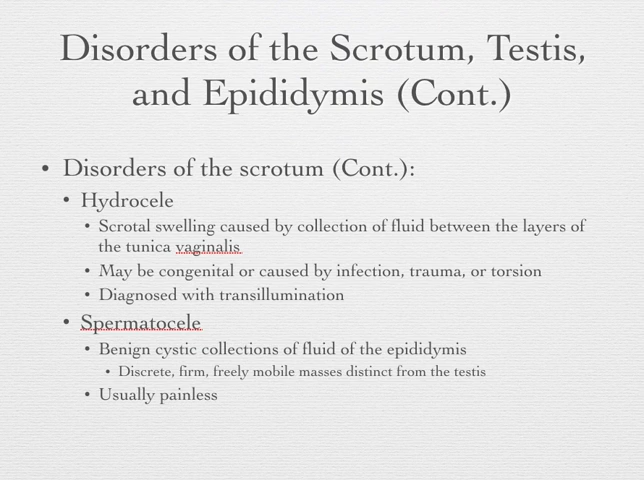 Disorders of the Scrotum, Testis,
and Epididymis (Cont.)
• Disorders of the scrotum (Cont.):
• Hydrocele
• Scrotal swelling caused by collection of fluid between the layers of
the tunica vaginalis
• May be congenital or caused by infection, trauma, or torsion
• Diagnosed with transillumination
• Spermatocele
• Benign cystic collections of fluid of the epididymis
• Discrete, firm, freely mobile masses distinct from the testis
• Usually painless